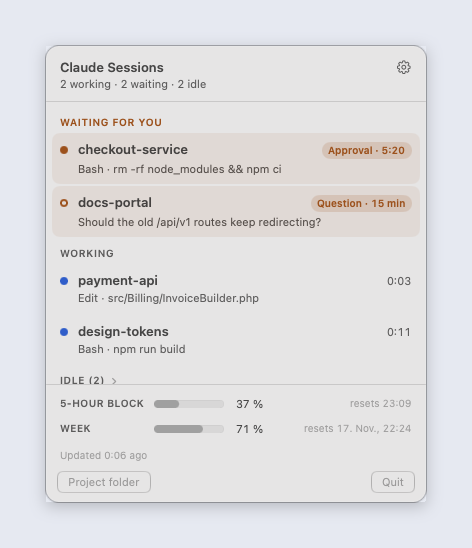 Claude Sessions
2 working · 2 waiting · 2 idle
WAITING FOR YOU
checkout-service Approval · 5:20
Bash · rm -rf node_modules && npm ci
docs-portal Question · 15 min
Should the old /api/v1 routes keep redirecting?
WORKING
payment-api 0:03
Edit · src/Billing/InvoiceBuilder.php
design-tokens 0:11
Bash · npm run build
IDLE (2) >
5-HOUR BLOCK 37 % resets 23:09
WEEK 71 % resets 17. Nov., 22:24
Updated 0:06 ago
Project folder Quit